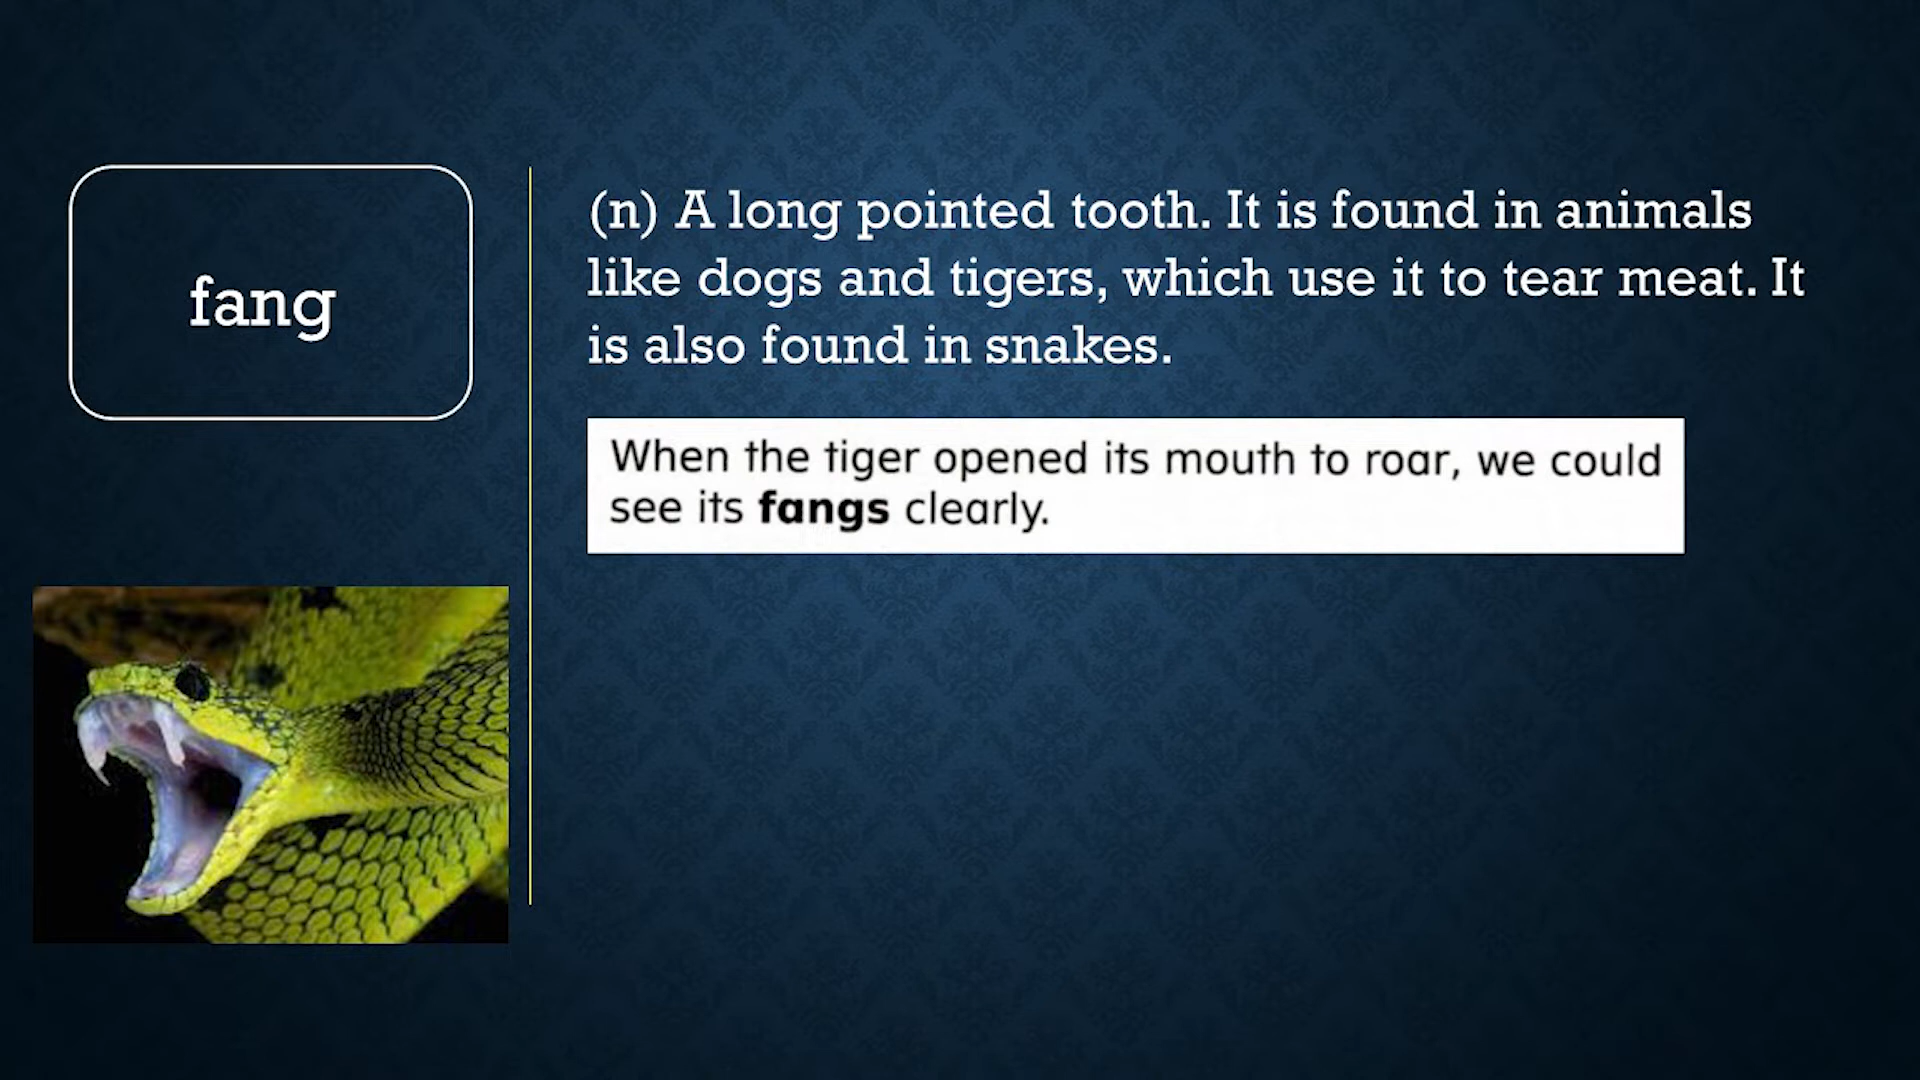 fang
(n) A long pointed tooth. It is found in animals
like dogs and tigers, which use it to tear meat. It
is also found in snakes.
When the tiger opened its mouth to roar, we could
see its fangs clearly.